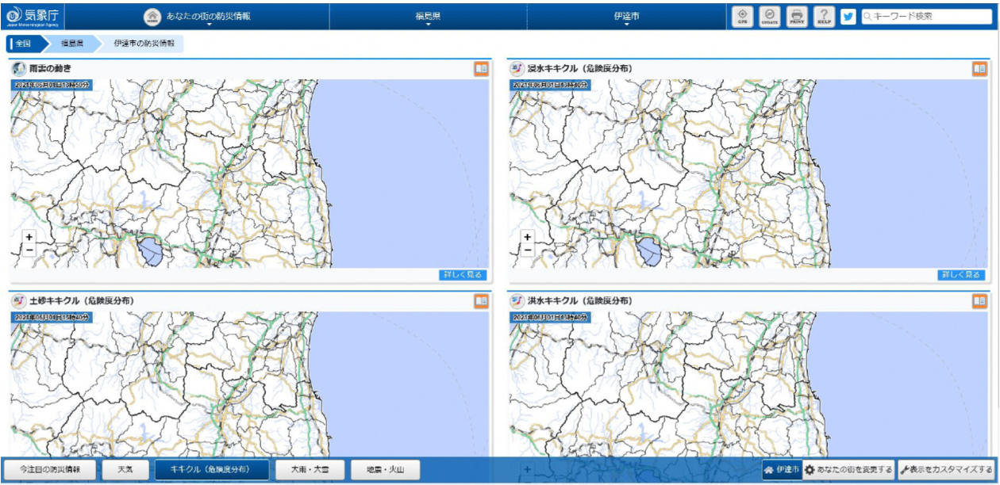 気象庁
Japan Meteorological Agency
あなたの街の防災情報
福島県
伊達市
GPS
UPDATE
PRINT
HELP
キーワード検索
全国
福島県
伊達市の防災情報
雨雲の動き
2021年06月01日13時50分
+
−
詳しく見る
浸水キキクル（危険度分布）
2021年06月01日13時40分
+
−
詳しく見る
土砂キキクル（危険度分布）
2021年06月01日13時40分
洪水キキクル（危険度分布）
2021年06月01日13時40分
+
今注目の防災情報
天気
キキクル（危険度分布）
大雨・大雪
地震・火山
伊達市
あなたの街を変更する
表示をカスタマイズする